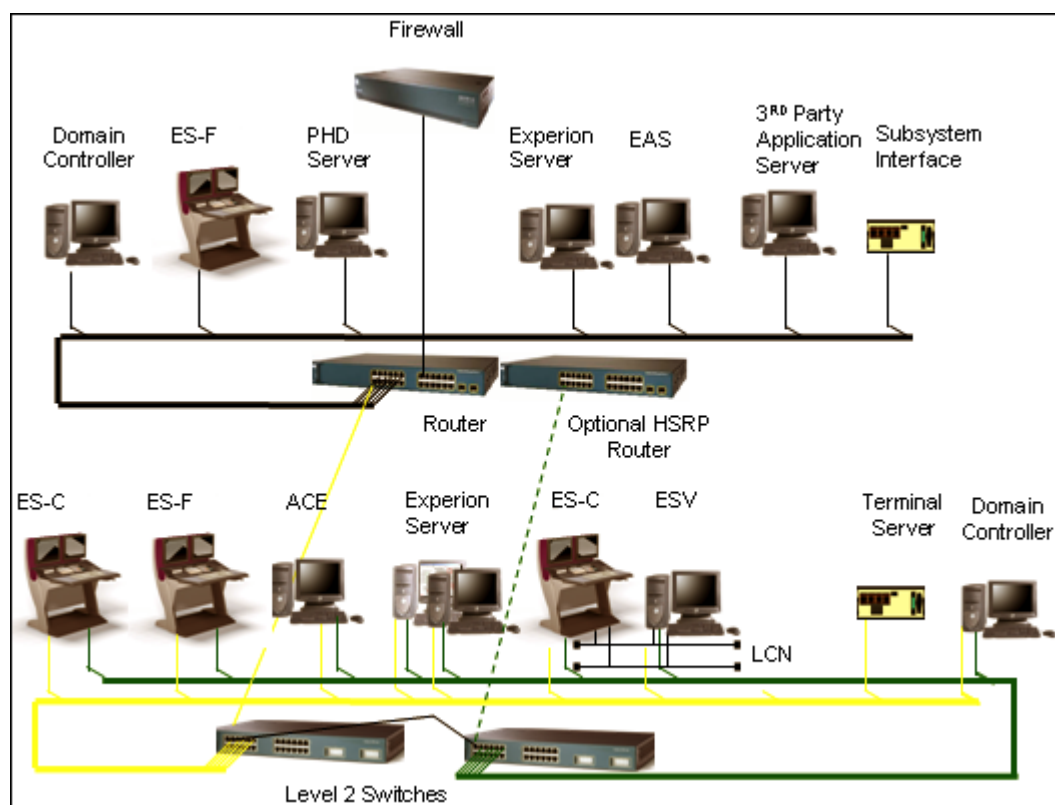 Firewall
Domain
Controller
ES-F
PHD
Server
Experion
Server
EAS
3RD Party
Application
Server
Subsystem
Interface
Router
Optional HSRP
Router
ES-C
ES-F
ACE
Experion
Server
ES-C
ESV
Terminal
Server
Domain
Controller
LCN
Level 2 Switches